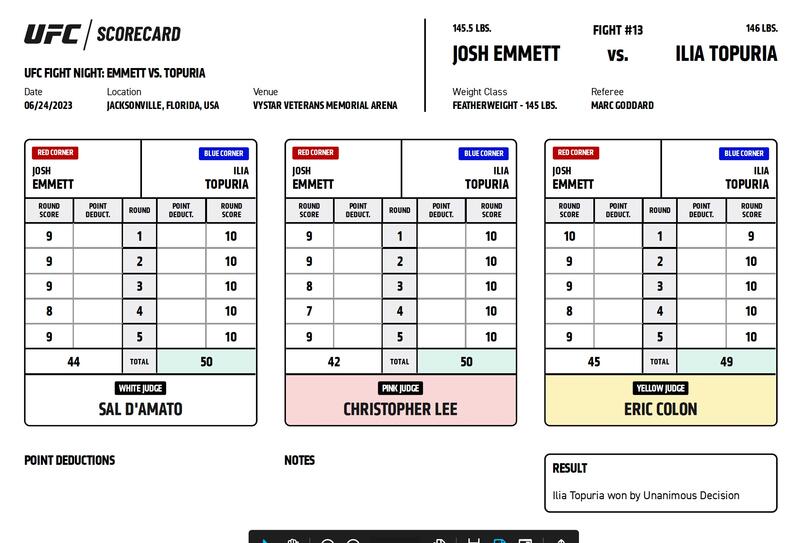 UFC / SCORECARD
UFC FIGHT NIGHT: EMMETT VS. TOPURIA
Date Location Venue
06/24/2023 JACKSONVILLE, FLORIDA, USA VYSTAR VETERANS MEMORIAL ARENA
145.5 LBS. FIGHT #13 146 LBS.
JOSH EMMETT vs. ILIA TOPURIA
Weight Class Referee
FEATHERWEIGHT - 145 LBS. MARC GODDARD
RED CORNER BLUE CORNER
JOSH ILIA
EMMETT TOPURIA
ROUND SCORE POINT DEDUCT. ROUND POINT DEDUCT. ROUND SCORE
9 1 10
9 2 10
9 3 10
8 4 10
9 5 10
44 TOTAL 50
WHITE JUDGE
SAL D'AMATO
RED CORNER BLUE CORNER
JOSH ILIA
EMMETT TOPURIA
ROUND SCORE POINT DEDUCT. ROUND POINT DEDUCT. ROUND SCORE
9 1 10
9 2 10
8 3 10
7 4 10
9 5 10
42 TOTAL 50
PINK JUDGE
CHRISTOPHER LEE
RED CORNER BLUE CORNER
JOSH ILIA
EMMETT TOPURIA
ROUND SCORE POINT DEDUCT. ROUND POINT DEDUCT. ROUND SCORE
10 1 9
9 2 10
9 3 10
8 4 10
9 5 10
45 TOTAL 49
YELLOW JUDGE
ERIC COLON
POINT DEDUCTIONS
NOTES
RESULT
Ilia Topuria won by Unanimous Decision